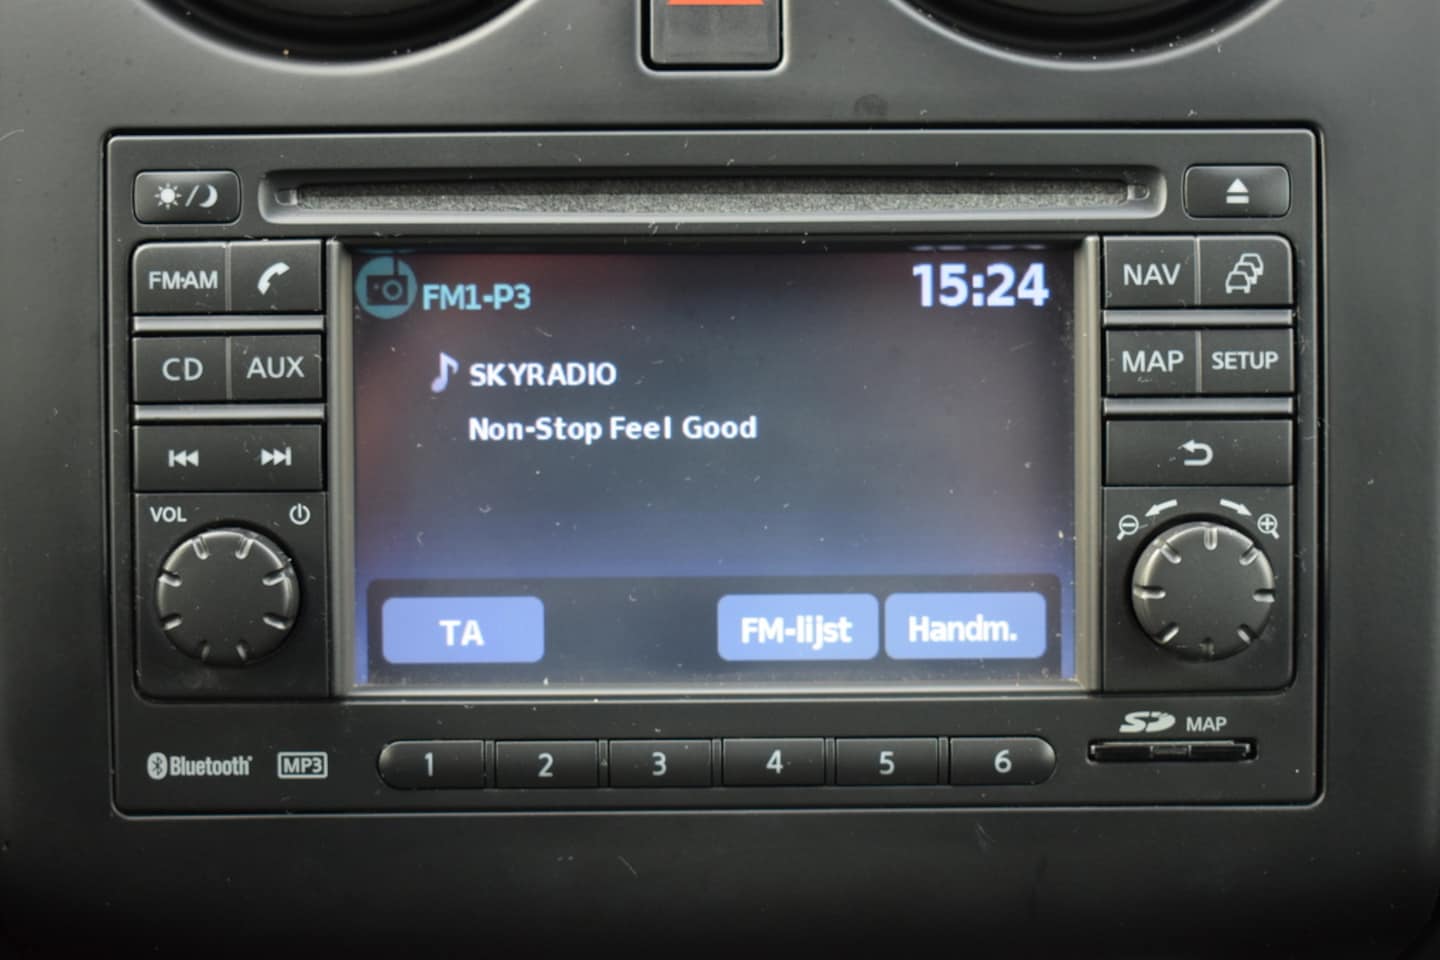 FM·AM
CD AUX
VOL
FM1-P3
15:24
SKYRADIO
Non-Stop Feel Good
TA FM-lijst Handm.
NAV
MAP SETUP
Bluetooth MP3
1 2 3 4 5 6
SD MAP